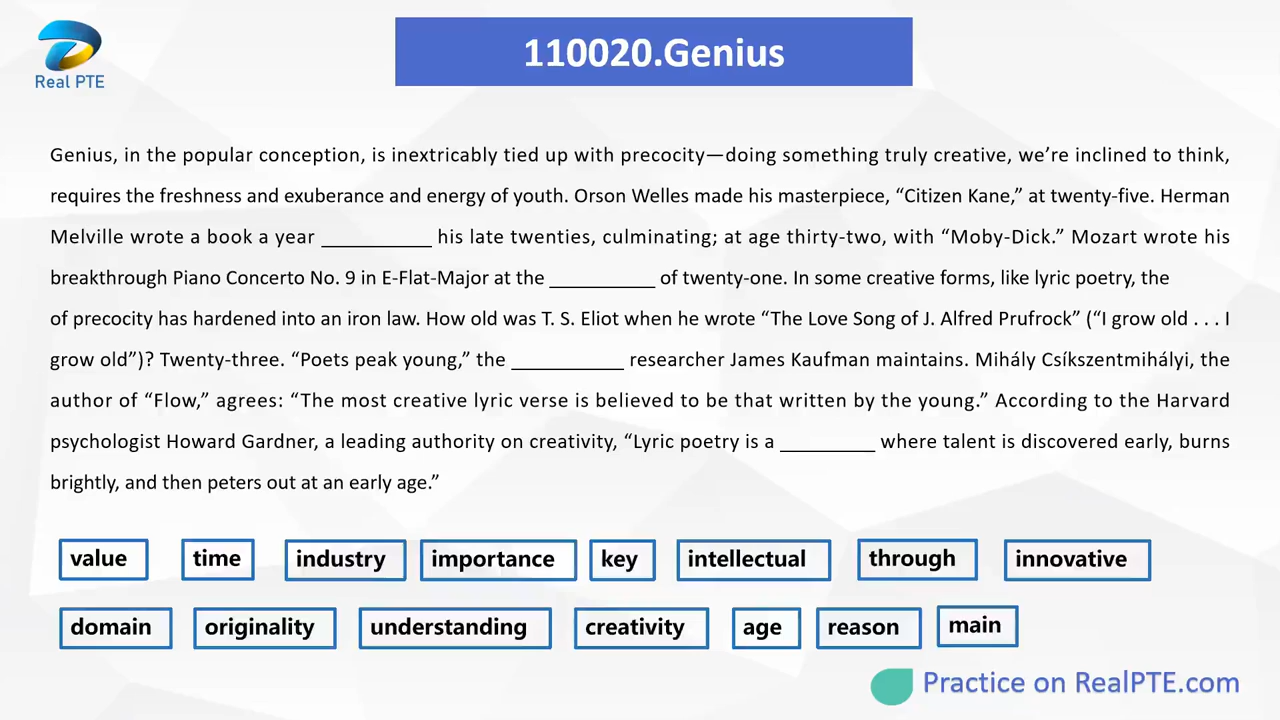 Real PTE
110020.Genius
Genius, in the popular conception, is inextricably tied up with precocity—doing something truly creative, we’re inclined to think,
requires the freshness and exuberance and energy of youth. Orson Welles made his masterpiece, “Citizen Kane,” at twenty-five. Herman
Melville wrote a book a year __________ his late twenties, culminating; at age thirty-two, with “Moby-Dick.” Mozart wrote his
breakthrough Piano Concerto No. 9 in E-Flat-Major at the __________ of twenty-one. In some creative forms, like lyric poetry, the
of precocity has hardened into an iron law. How old was T. S. Eliot when he wrote “The Love Song of J. Alfred Prufrock” (“I grow old . . . I
grow old”)? Twenty-three. “Poets peak young,” the __________ researcher James Kaufman maintains. Mihály Csíkszentmihályi, the
author of “Flow,” agrees: “The most creative lyric verse is believed to be that written by the young.” According to the Harvard
psychologist Howard Gardner, a leading authority on creativity, “Lyric poetry is a _________ where talent is discovered early, burns
brightly, and then peters out at an early age.”
value time industry importance key intellectual through innovative
domain originality understanding creativity age reason main
Practice on RealPTE.com